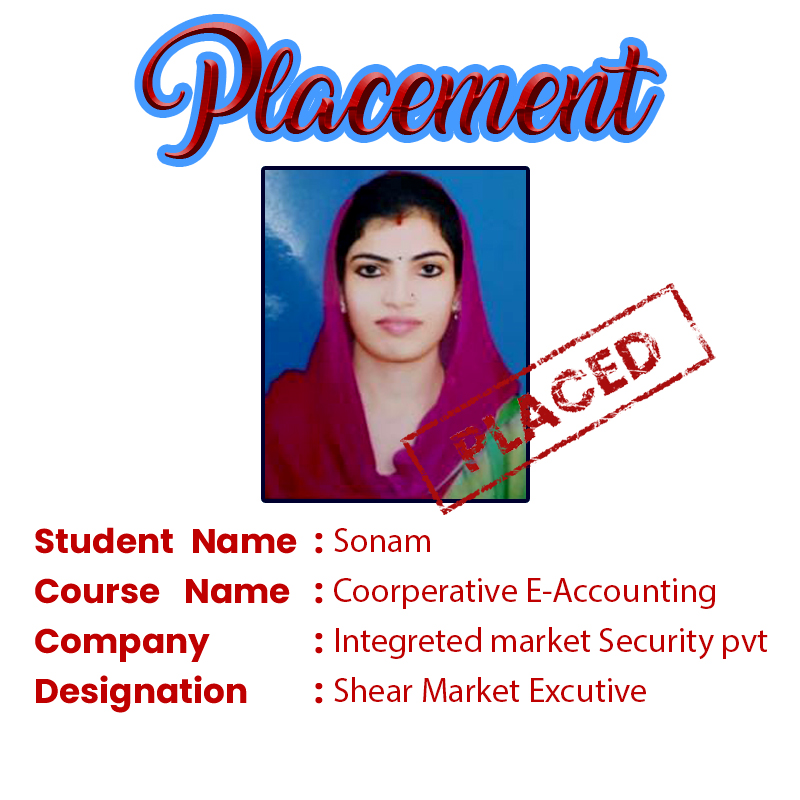 Placement
PLACED
Student Name : Sonam
Course Name : Coorperative E-Accounting
Company : Integreted market Security pvt
Designation : Shear Market Excutive